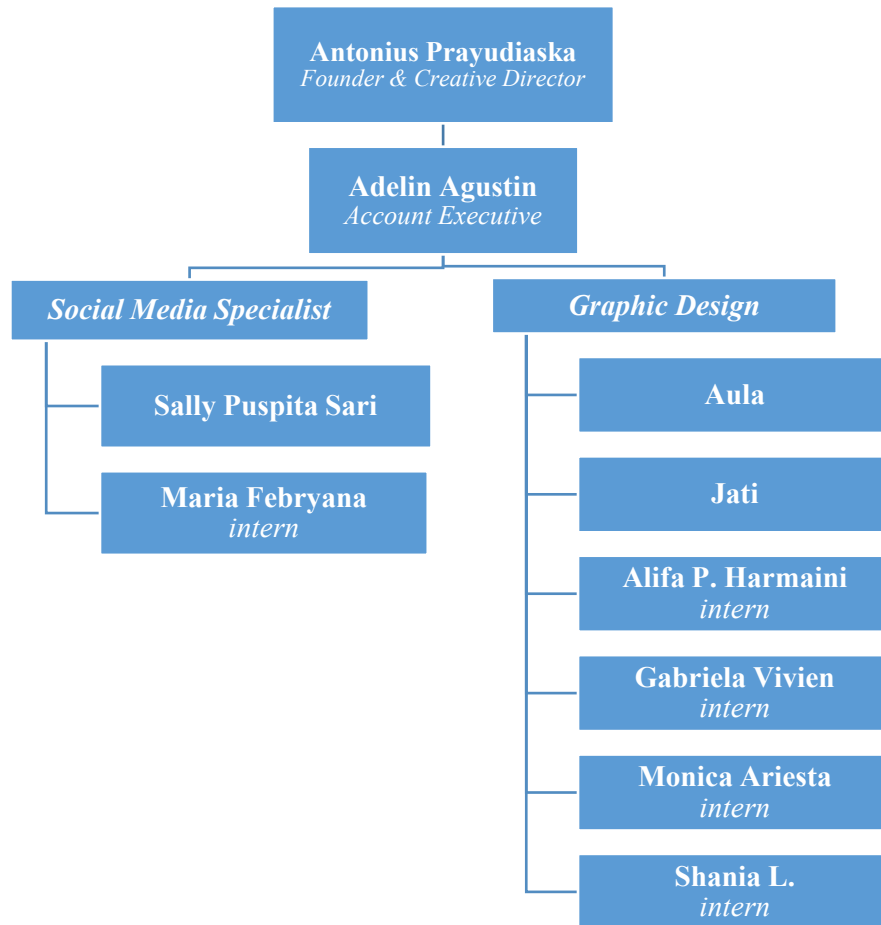 Antonius Prayudiaska
Founder & Creative Director
Adelin Agustin
Account Executive
Social Media Specialist
Sally Puspita Sari
Maria Febryana
intern
Graphic Design
Aula
Jati
Alifa P. Harmaini
intern
Gabriela Vivien
intern
Monica Ariesta
intern
Shania L.
intern